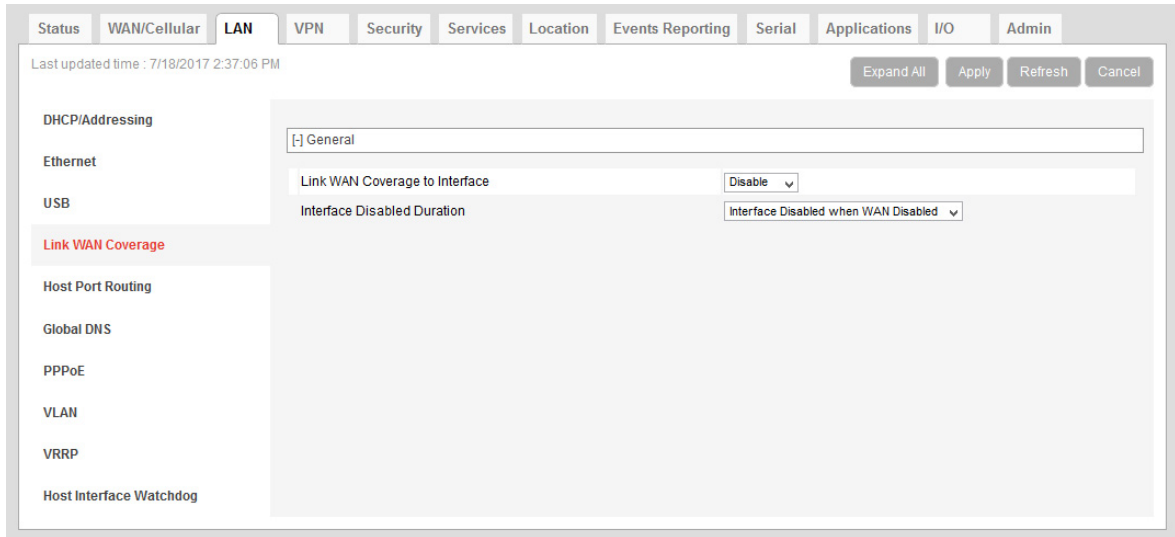 Status WAN/Cellular LAN VPN Security Services Location Events Reporting Serial Applications I/O Admin
Last updated time : 7/18/2017 2:37:06 PM
Expand All Apply Refresh Cancel
DHCP/Addressing
Ethernet
USB
Link WAN Coverage
Host Port Routing
Global DNS
PPPoE
VLAN
VRRP
Host Interface Watchdog
[-] General
Link WAN Coverage to Interface Disable
Interface Disabled Duration Interface Disabled when WAN Disabled